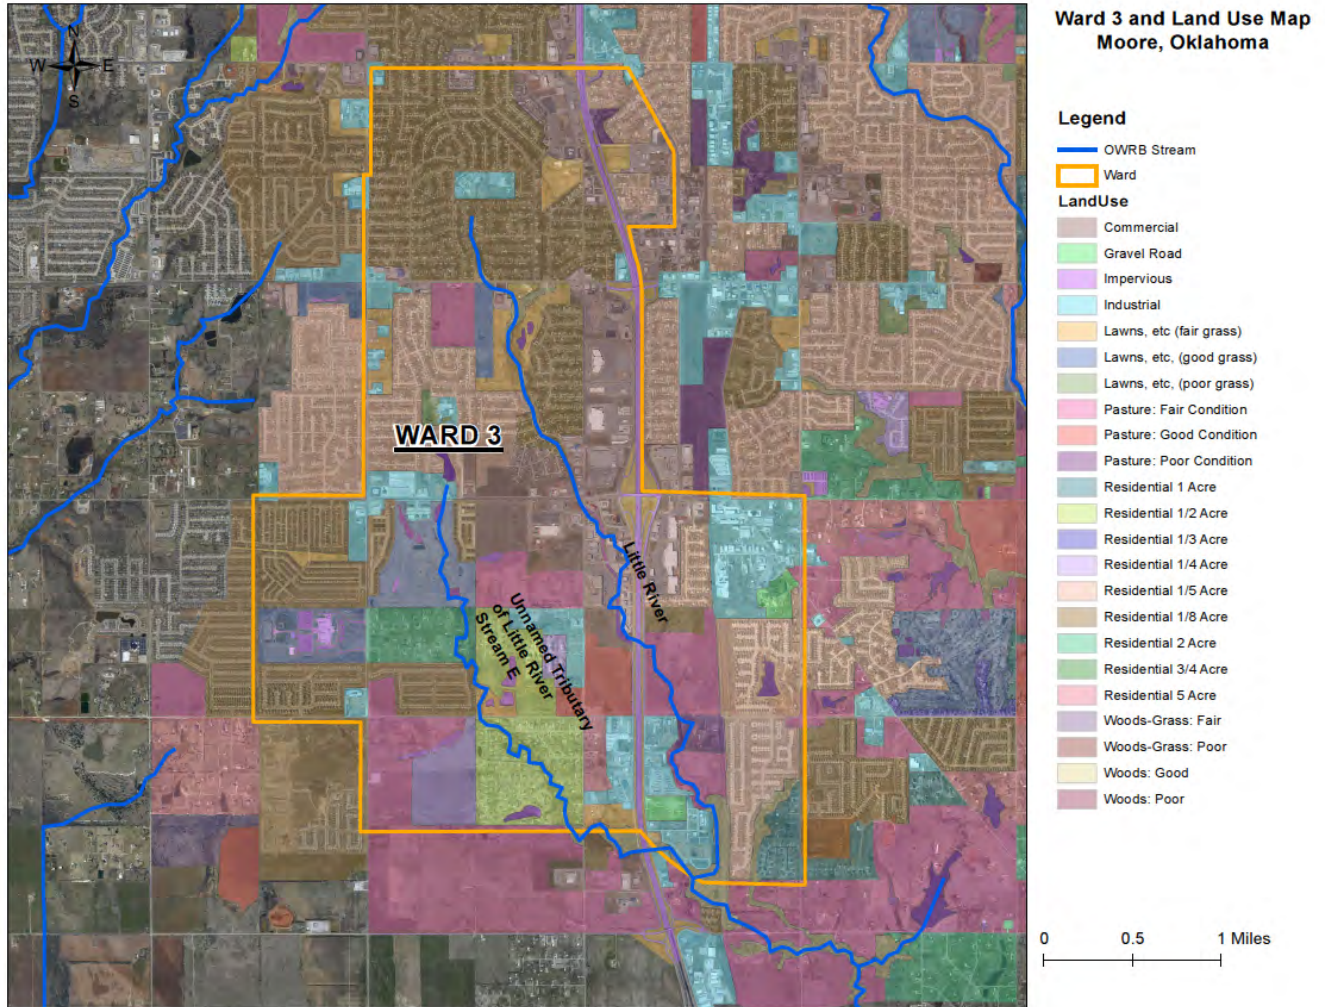 Ward 3 and Land Use Map
Moore, Oklahoma
N
W E
S
Legend
OWRB Stream
Ward
LandUse
Commercial
Gravel Road
Impervious
Industrial
Lawns, etc (fair grass)
Lawns, etc, (good grass)
Lawns, etc, (poor grass)
Pasture: Fair Condition
Pasture: Good Condition
Pasture: Poor Condition
Residential 1 Acre
Residential 1/2 Acre
Residential 1/3 Acre
Residential 1/4 Acre
Residential 1/5 Acre
Residential 1/8 Acre
Residential 2 Acre
Residential 3/4 Acre
Residential 5 Acre
Woods-Grass: Fair
Woods-Grass: Poor
Woods: Good
Woods: Poor
WARD 3
Little River
Unnamed Tributary
of Little River
Stream E
0 0.5 1 Miles